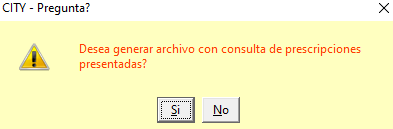 CITY - Pregunta?
Desea generar archivo con consulta de prescripciones
presentadas?
Si No